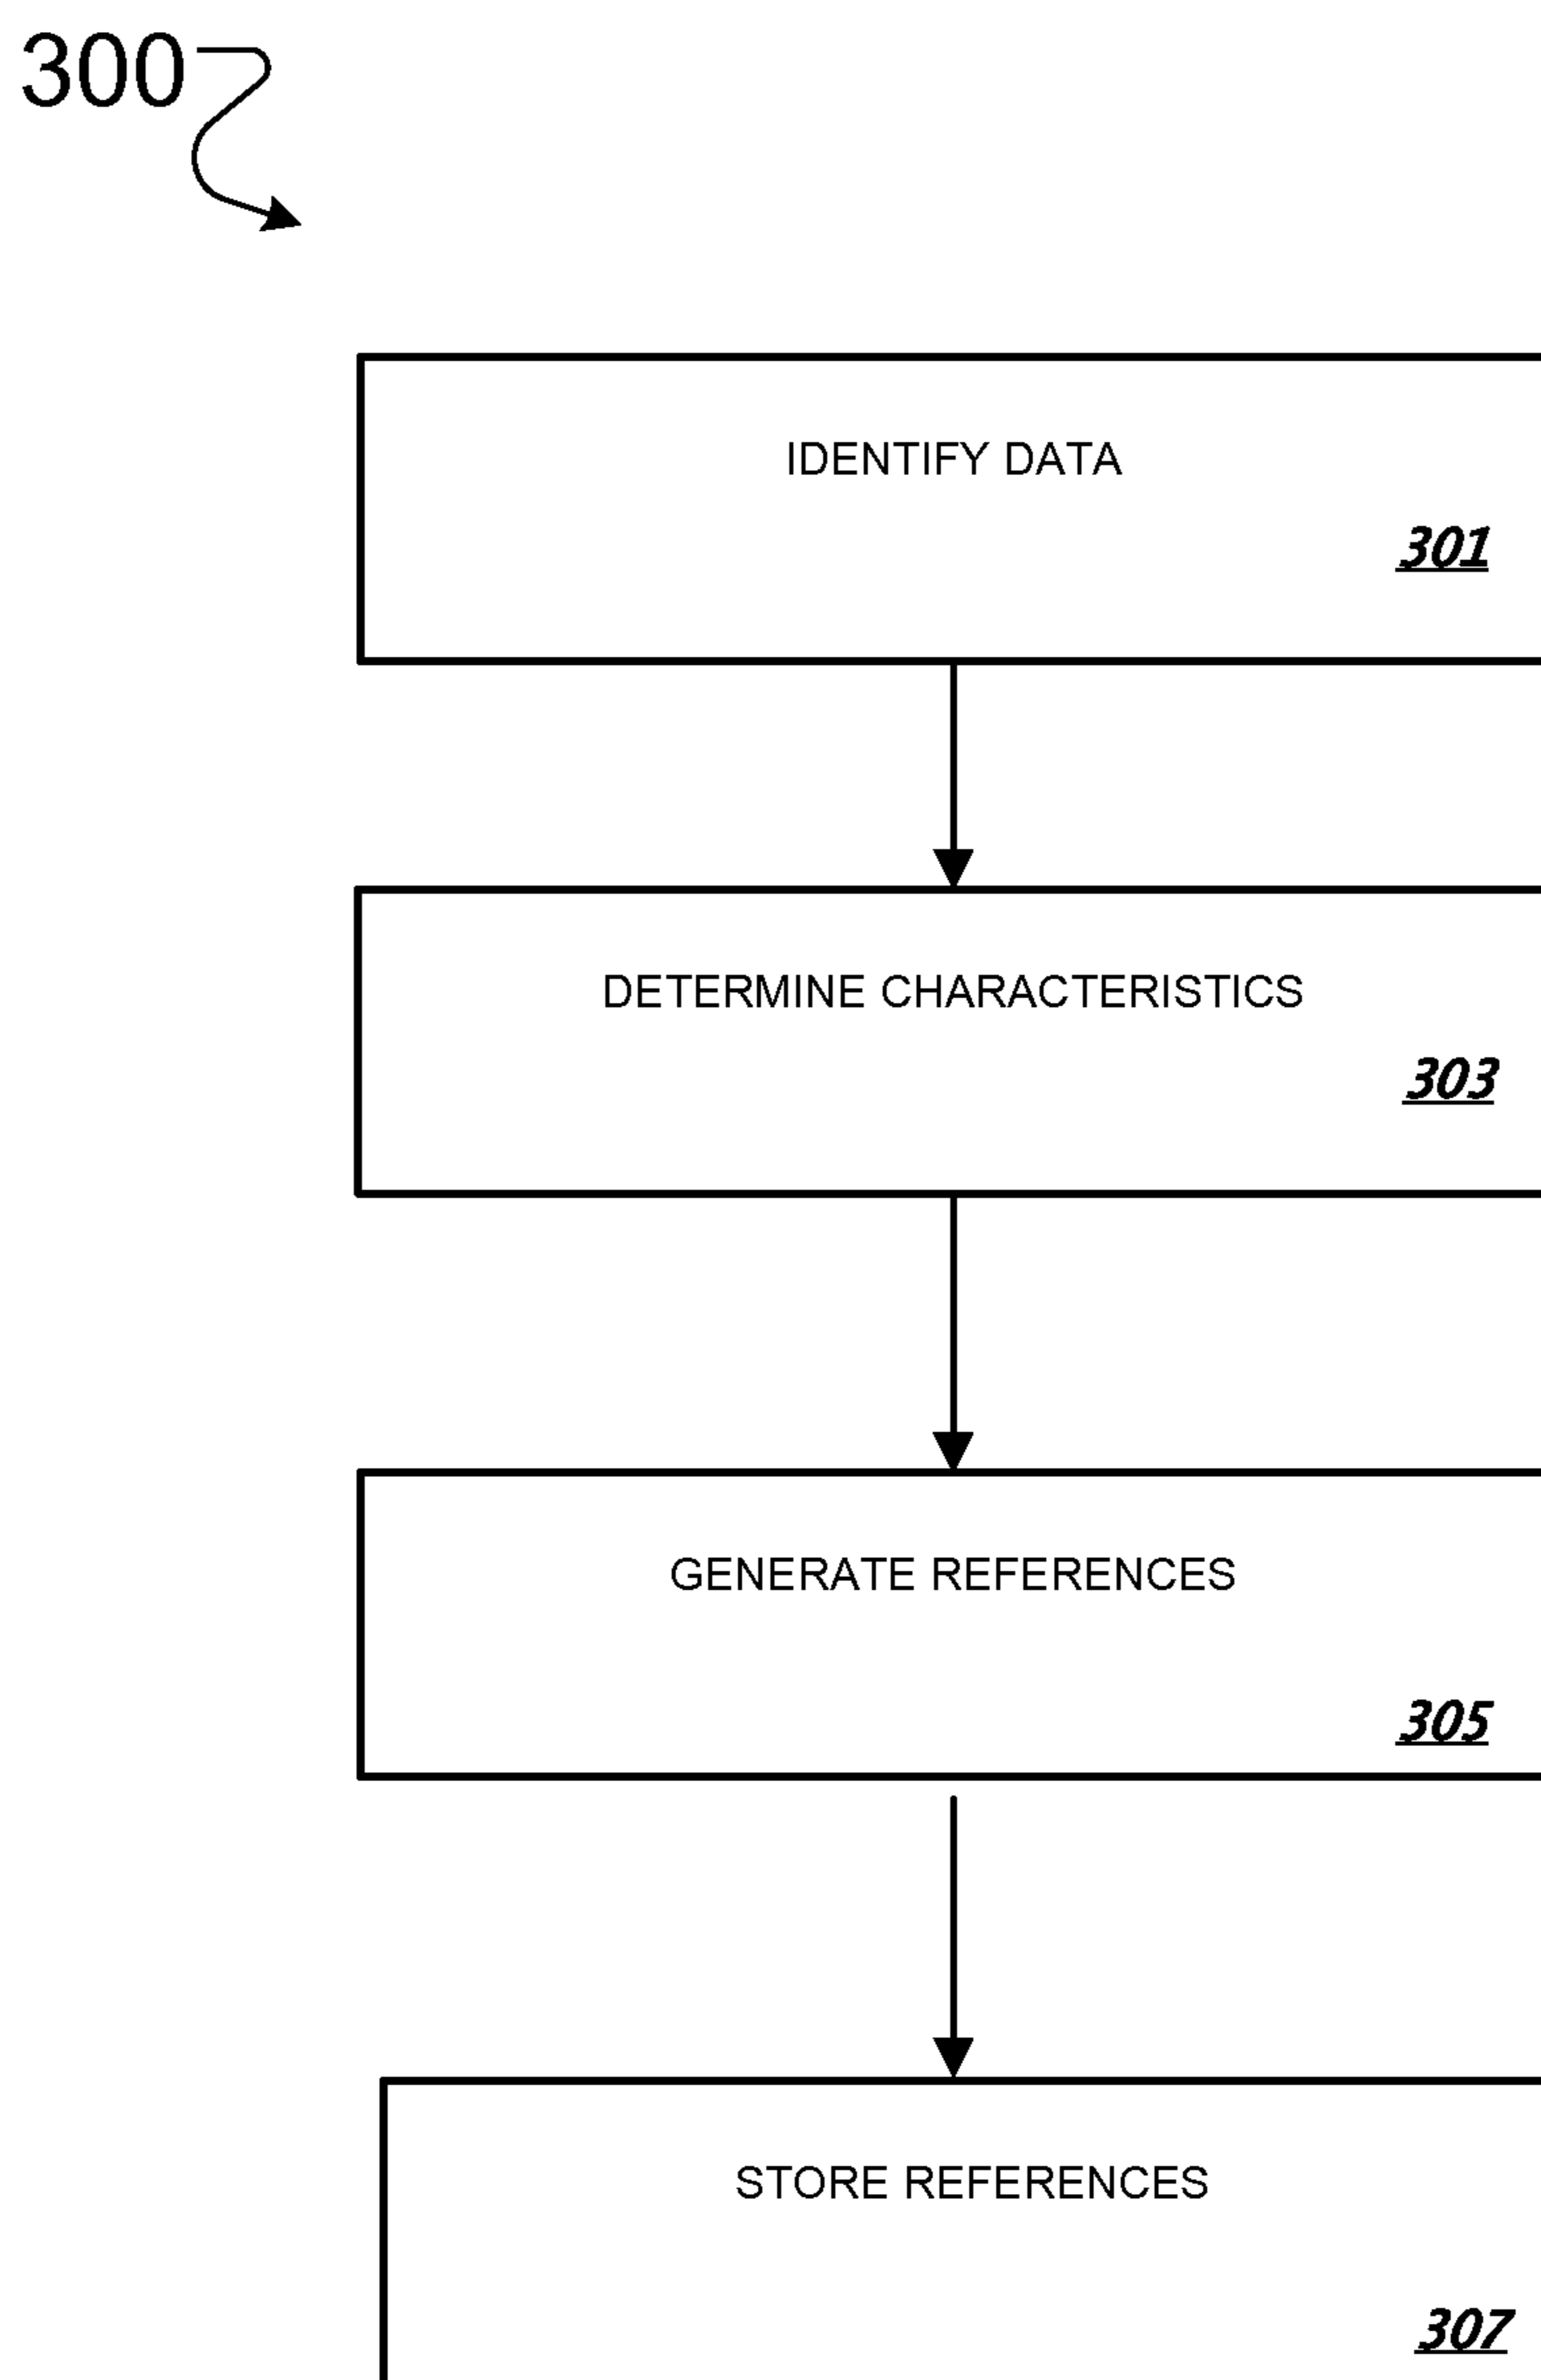 300
IDENTIFY DATA
301
DETERMINE CHARACTERISTICS
303
GENERATE REFERENCES
305
STORE REFERENCES
307